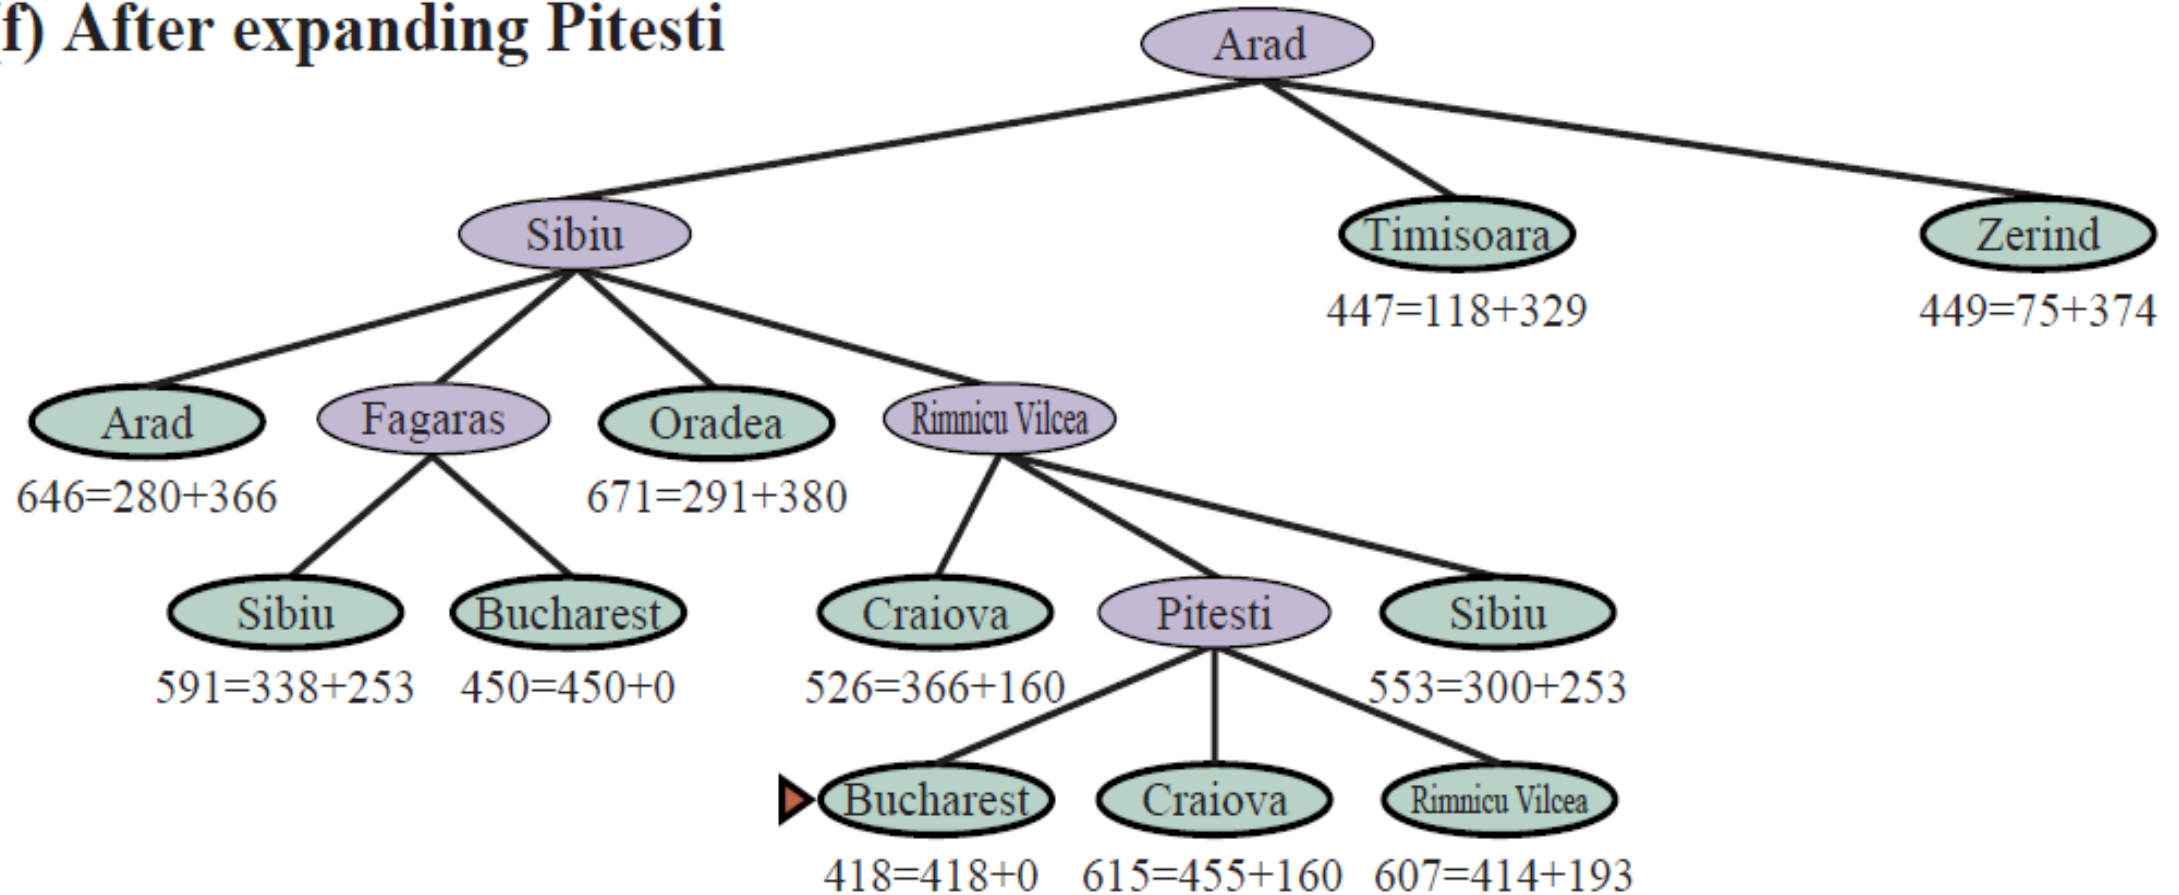 f) After expanding Pitesti
Arad
Sibiu
Timisoara
Zerind
447=118+329
449=75+374
Arad
Fagaras
Oradea
Rimnicu Vilcea
646=280+366
671=291+380
Sibiu
Bucharest
Craiova
Pitesti
Sibiu
591=338+253
450=450+0
526=366+160
553=300+253
Bucharest
Craiova
Rimnicu Vilcea
418=418+0
615=455+160
607=414+193